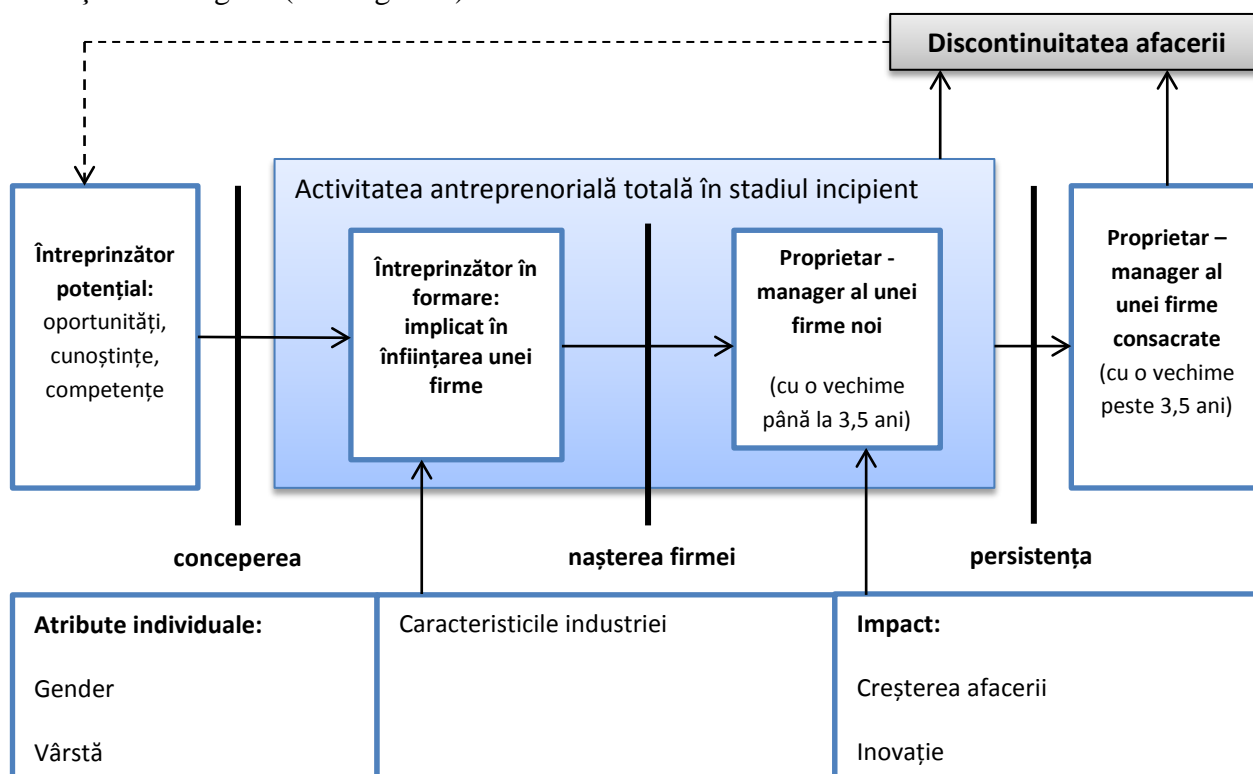 Discontinuitatea afacerii
Activitatea antreprenorială totală în stadiul incipient
Întreprinzător
potențial:
oportunități,
cunoștințe,
competențe
Întreprinzător în
formare:
implicat în
înființarea unei
firme
Proprietar -
manager al unei
firme noi
(cu o vechime
până la 3,5 ani)
Proprietar –
manager al
unei firme
consacrate
(cu o vechime
peste 3,5 ani)
conceperea
nașterea firmei
persistența
Atribute individuale:
Gender
Vârstă
Caracteristicile industriei
Impact:
Creșterea afacerii
Inovație